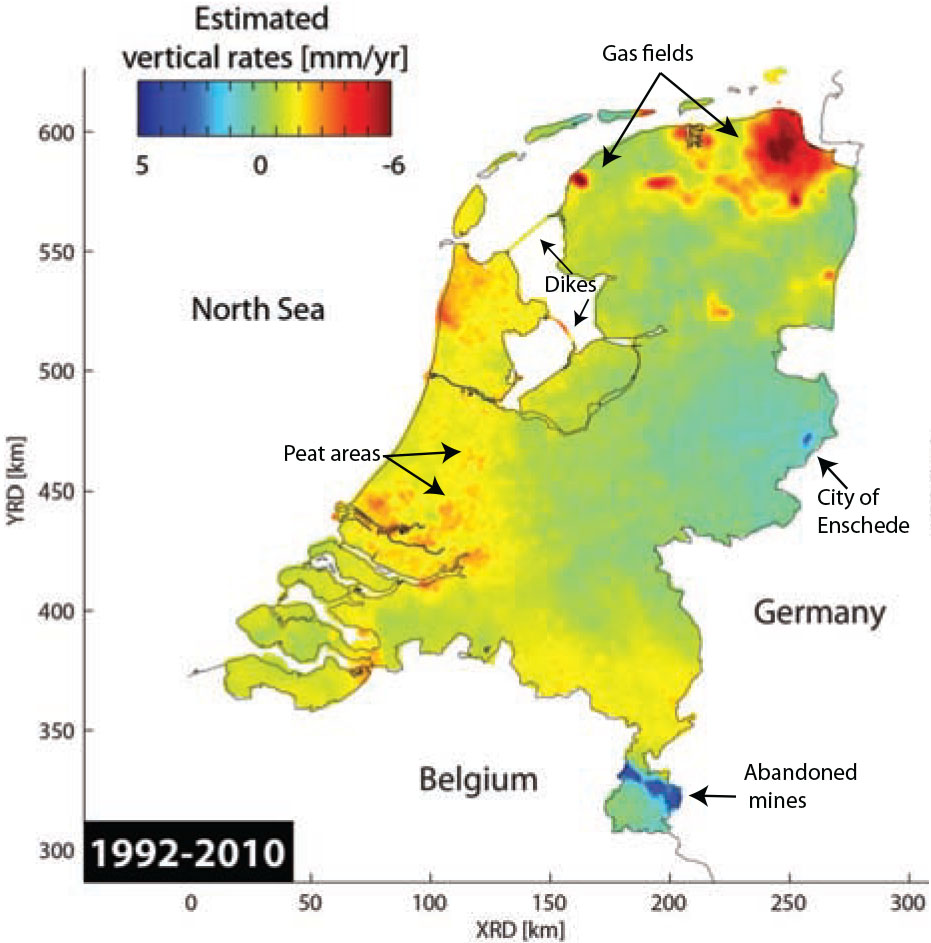 Estimated
vertical rates [mm/yr]
5 0 -6
Gas fields
600
550
500
450
400
350
300
YRD [km]
North Sea
Dikes
Peat areas
City of
Enschede
Germany
Belgium
Abandoned
mines
1992-2010
0 50 100 150 200 250 300
XRD [km]